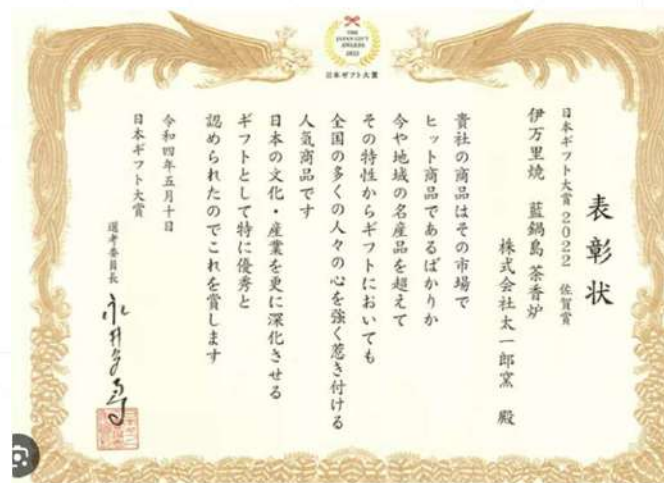 THE
JAPAN GIFT
AWARDS
2022
日本ギフト大賞
表彰状
日本ギフト大賞 2022 佐賀賞
伊万里焼 藍鍋島 茶香炉
株式会社太一郎窯 殿
貴社の商品はその市場で
ヒット商品であるばかりか
今や地域の名産品を超えて
その特性からギフトにおいても
全国の多くの人々の心を強く惹き付ける
人気商品です
日本の文化・産業を更に深化させる
ギフトとして特に優秀と
認められたのでこれを賞します
令和四年五月十日
日本ギフト大賞
選考委員長